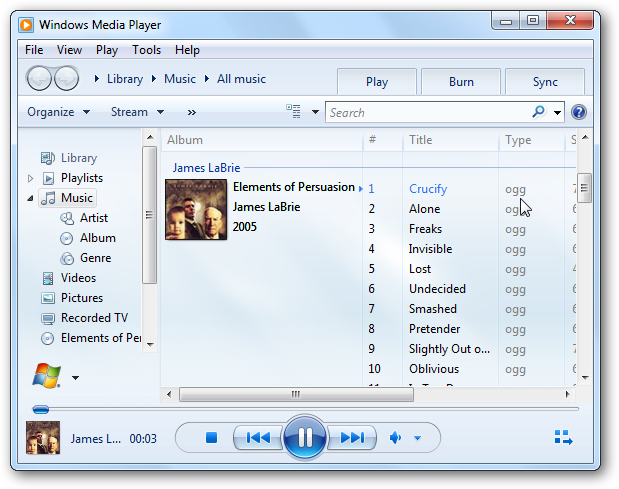 Windows Media Player
File View Play Tools Help
Library Music All music
Play Burn Sync
Organize Stream »
Search
?
Album # Title Type S
Library
Playlists
Music
Artist
Album
Genre
Videos
Pictures
Recorded TV
Elements of Per
James LaBrie
Elements of Persuasion
James LaBrie
2005
1 Crucify ogg 7
2 Alone ogg 6
3 Freaks ogg 6
4 Invisible ogg 6
5 Lost ogg 4
6 Undecided ogg 6
7 Smashed ogg 6
8 Pretender ogg 6
9 Slightly Out o... ogg 7
10 Oblivious ogg 6
James L... 00:03